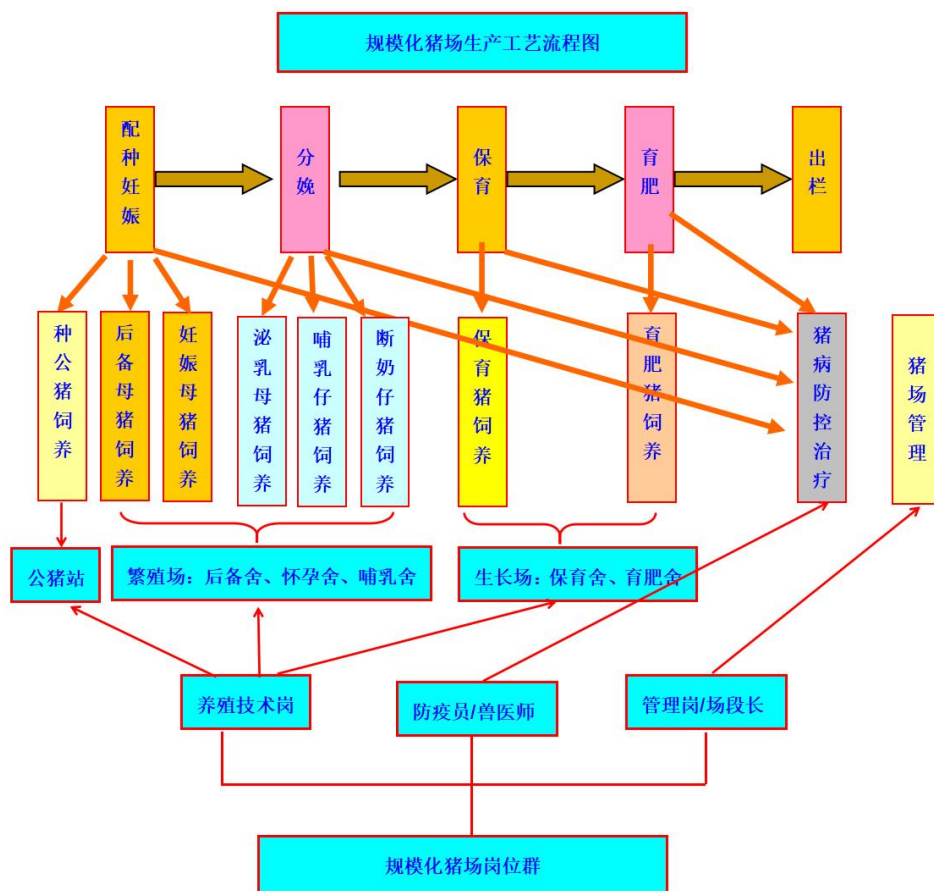 规模化猪场生产工艺流程图
配种妊娠
分娩
保育
育肥
出栏
种公猪饲养
后备母猪饲养
妊娠母猪饲养
泌乳母猪饲养
哺乳仔猪饲养
断奶仔猪饲养
保育猪饲养
育肥猪饲养
猪病防控治疗
猪场管理
公猪站
繁殖场：后备舍、怀孕舍、哺乳舍
生长场：保育舍、育肥舍
养殖技术岗
防疫员/兽医师
管理岗/场段长
规模化猪场岗位群